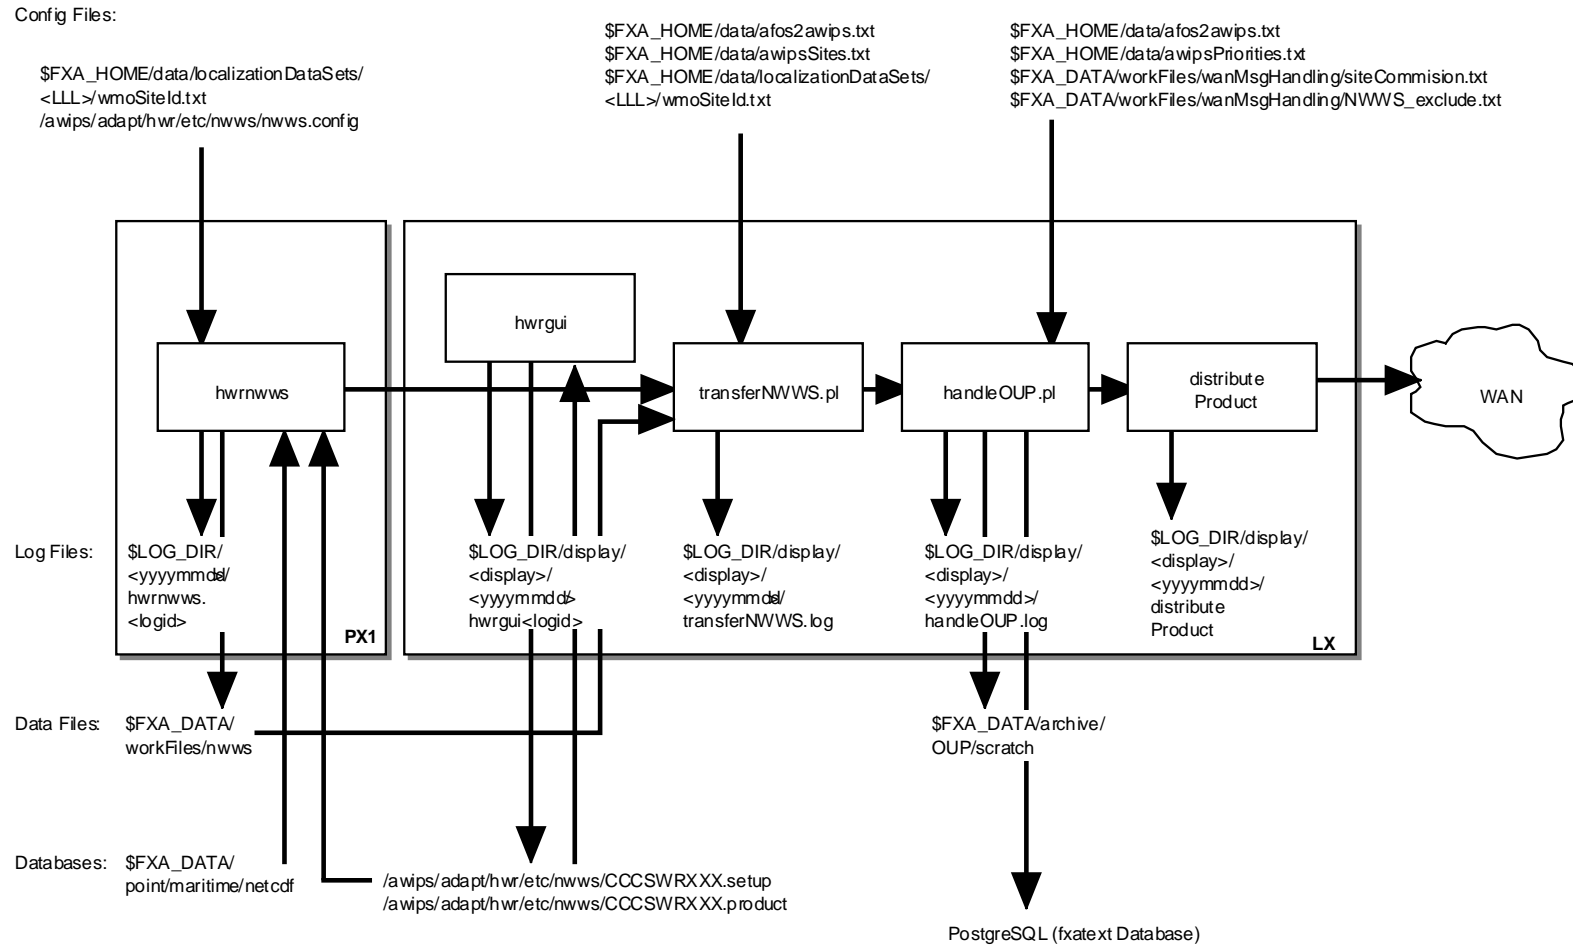 Config Files:
$FXA_HOME/data/localizationDataSets/
<LLL>/wmoSiteId.txt
/awips/adapt/hwr/etc/nwws/nwws.config
$FXA_HOME/data/afos2awips.txt
$FXA_HOME/data/awipsSites.txt
$FXA_HOME/data/localizationDataSets/
<LLL>/wmoSiteId.txt
$FXA_HOME/data/afos2awips.txt
$FXA_HOME/data/awipsPriorities.txt
$FXA_DATA/workFiles/wanMsgHandling/siteCommision.txt
$FXA_DATA/workFiles/wanMsgHandling/NWWS_exclude.txt
hwrnwws
hwrgui
transferNWWS.pl
handleOUP.pl
distribute
Product
WAN
Log Files:
$LOG_DIR/
<yyyymmdd>/
hwrnwws.
<logid>
PX1
$LOG_DIR/display/
<display>/
<yyyymmdd/>
hwrgui<logid>
$LOG_DIR/display/
<display>/
<yyyymmdd>/
transferNWWS.log
$LOG_DIR/display/
<display>/
<yyyymmdd>/
handleOUP.log
$LOG_DIR/display/
<display>/
<yyyymmdd>/
distribute
Product
LX
Data Files:
$FXA_DATA/
workFiles/nwws
$FXA_DATA/archive/
OUP/scratch
Databases:
$FXA_DATA/
point/maritime/netcdf
/awips/adapt/hwr/etc/nwws/CCCSWRXXX.setup
/awips/adapt/hwr/etc/nwws/CCCSWRXXX.product
PostgreSQL (fxatext Database)